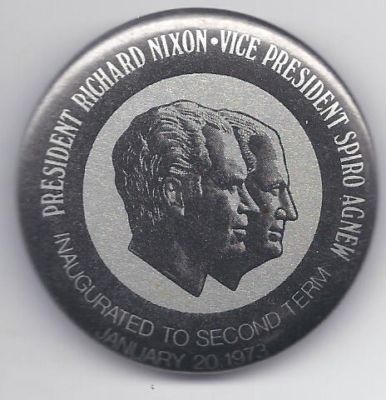 PRESIDENT RICHARD NIXON • VICE PRESIDENT SPIRO AGNEW
INAUGURATED TO SECOND TERM
JANUARY 20, 1973